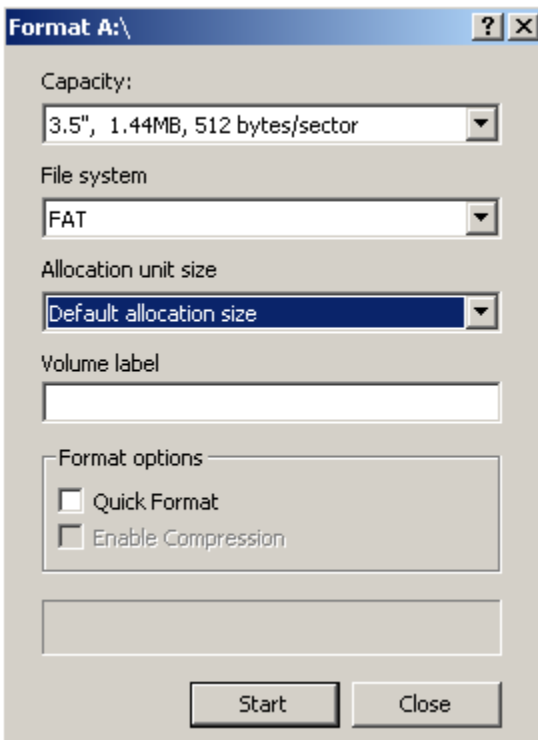 Format A:\
Capacity:
3.5", 1.44MB, 512 bytes/sector
File system
FAT
Allocation unit size
Default allocation size
Volume label
Format options
Quick Format
Enable Compression
Start Close